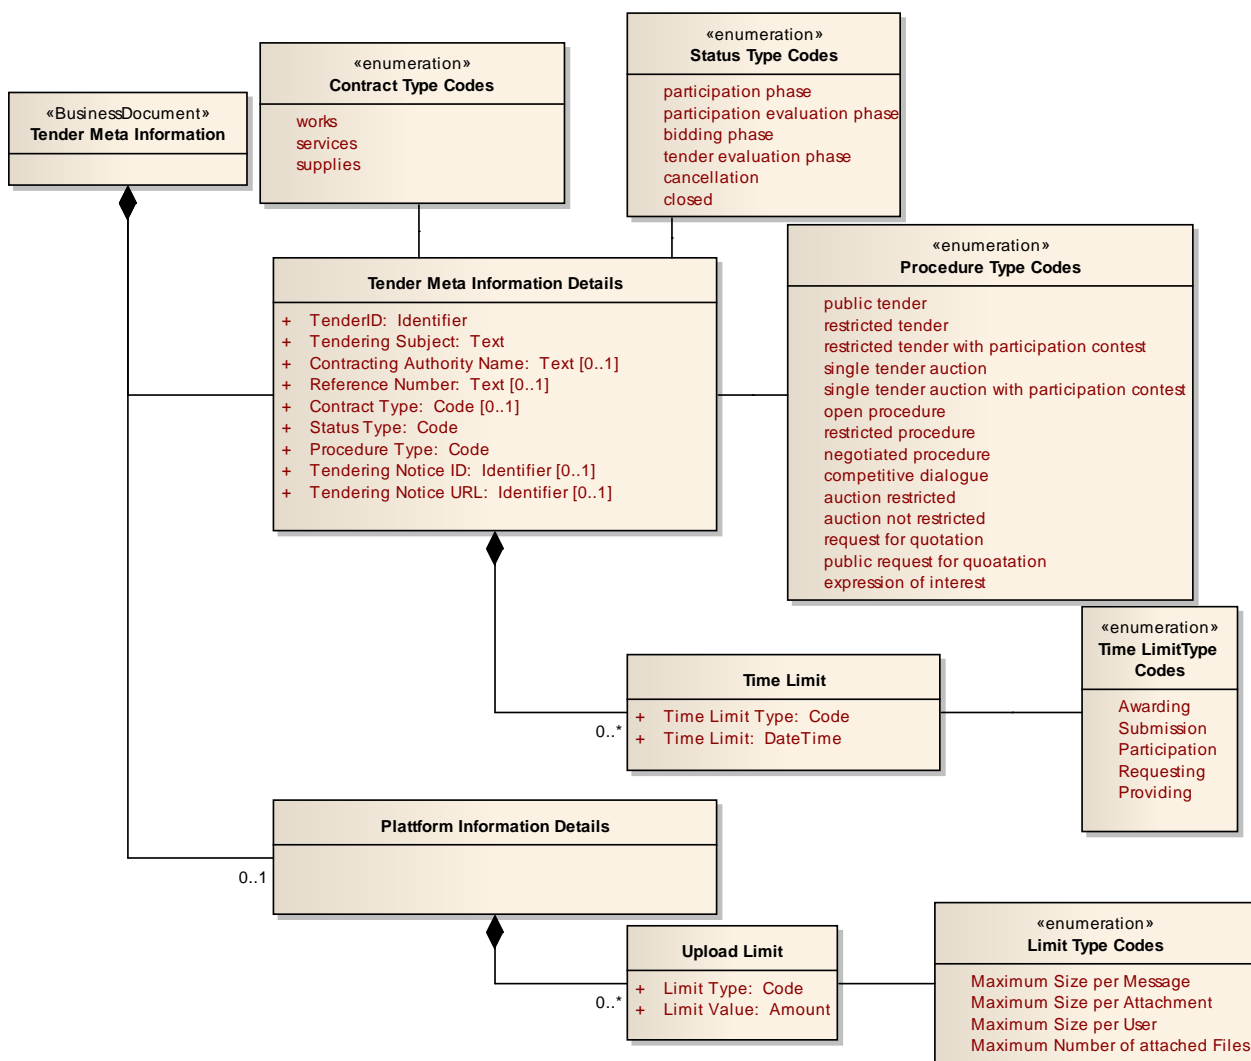 «enumeration»
Status Type Codes
participation phase
participation evaluation phase
bidding phase
tender evaluation phase
cancellation
closed
«enumeration»
Contract Type Codes
works
services
supplies
«BusinessDocument»
Tender Meta Information
«enumeration»
Procedure Type Codes
public tender
restricted tender
restricted tender with participation contest
single tender auction
single tender auction with participation contest
open procedure
restricted procedure
negotiated procedure
competitive dialogue
auction restricted
auction not restricted
request for quotation
public request for quoatation
expression of interest
Tender Meta Information Details
+ TenderID: Identifier
+ Tendering Subject: Text
+ Contracting Authority Name: Text [0..1]
+ Reference Number: Text [0..1]
+ Contract Type: Code [0..1]
+ Status Type: Code
+ Procedure Type: Code
+ Tendering Notice ID: Identifier [0..1]
+ Tendering Notice URL: Identifier [0..1]
«enumeration»
Time LimitType
Codes
Awarding
Submission
Participation
Requesting
Providing
Time Limit
+ Time Limit Type: Code
+ Time Limit: DateTime
0..*
Plattform Information Details
0..1
Upload Limit
+ Limit Type: Code
+ Limit Value: Amount
0..*
«enumeration»
Limit Type Codes
Maximum Size per Message
Maximum Size per Attachment
Maximum Size per User
Maximum Number of attached Files